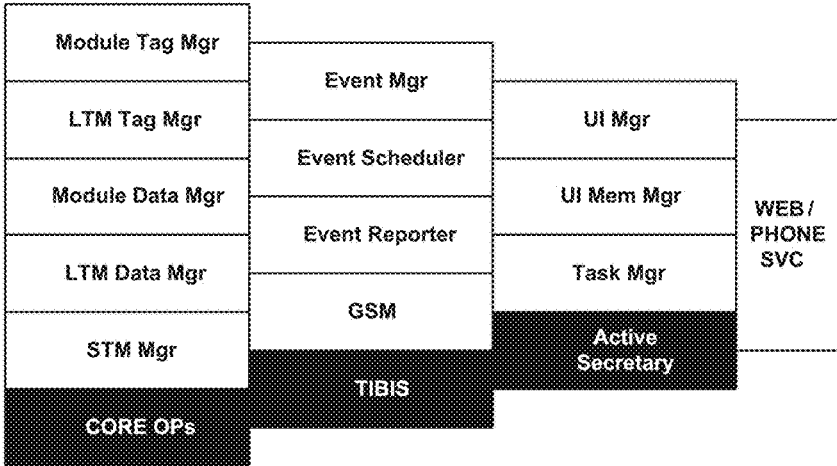 Module Tag Mgr
LTM Tag Mgr
Module Data Mgr
LTM Data Mgr
STM Mgr
CORE OPs
Event Mgr
Event Scheduler
Event Reporter
GSM
TIBIS
UI Mgr
UI Mem Mgr
Task Mgr
Active
Secretary
WEB /
PHONE
SVC